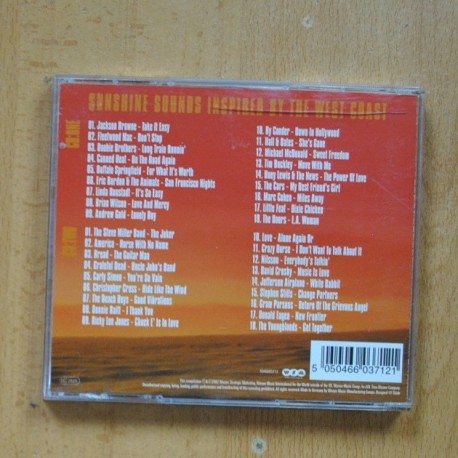 SUNSHINE SOUNDS INSPIRED BY THE WEST COAST
CD:ONE
01. Jackson Browne - Take It Easy
02. Fleetwood Mac - Don't Stop
03. Doobie Brothers - Long Train Runnin'
04. Canned Heat - On The Road Again
05. Buffalo Springfield - For What It's Worth
06. Eric Burdon & The Animals - San Francisco Nights
07. Linda Ronstadt - It's So Easy
08. Brian Wilson - Love And Mercy
09. Andrew Gold - Lonely Boy
10. Ry Cooder - Down In Hollywood
11. Hall & Oates - She's Gone
12. Michael McDonald - Sweet Freedom
13. Tim Buckley - Move With Me
14. Huey Lewis & The News - The Power Of Love
15. The Cars - My Best Friend's Girl
16. Marc Cohen - Miles Away
17. Little Feat - Dixie Chicken
18. The Doors - L.A. Woman
CD:TWO
01. The Steve Miller Band - The Joker
02. America - Horse With No Name
03. Bread - The Guitar Man
04. Grateful Dead - Uncle John's Band
05. Carly Simon - You're So Vain
06. Christopher Cross - Ride Like The Wind
07. The Beach Boys - Good Vibrations
08. Bonnie Raitt - I Thank You
09. Ricky Lee Jones - Chuck E' Is In Love
10. Love - Alone Again Or
11. Crazy Horse - I Don't Want To Talk About It
12. Nilsson - Everybody's Talkin'
13. David Crosby - Music Is Love
14. Jefferson Airplane - White Rabbit
15. Stephen Stills - Change Partners
16. Gram Parsons - Return Of The Grievous Angel
17. Donald Fagen - New Frontier
18. The Youngbloods - Get Together
wsm
5 050466 037121